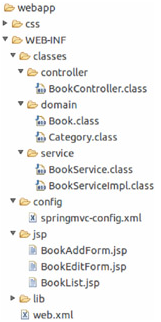 webapp
css
WEB-INF
classes
controller
BookController.class
domain
Book.class
Category.class
service
BookService.class
BookServiceImpl.class
config
springmvc-config.xml
jsp
BookAddForm.jsp
BookEditForm.jsp
BookList.jsp
lib
web.xml